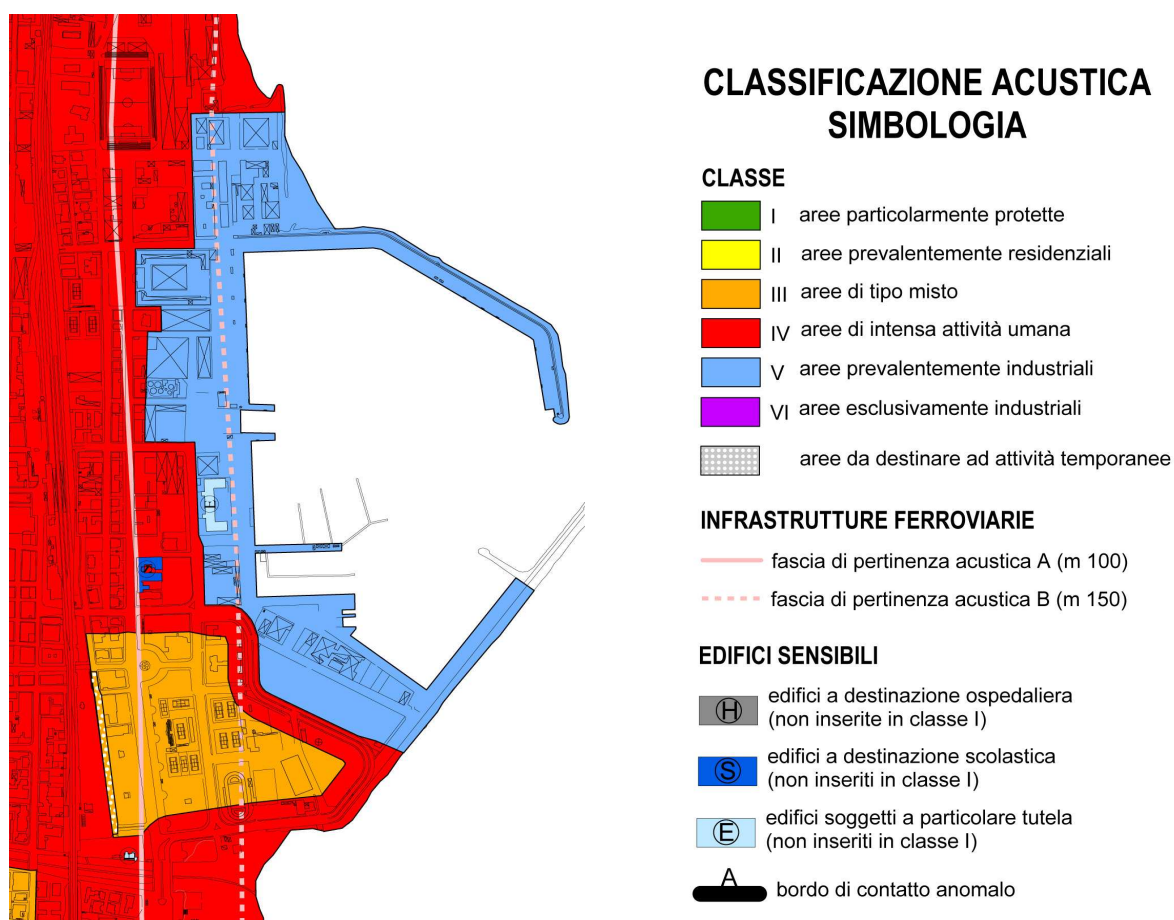 CLASSIFICAZIONE ACUSTICA
SIMBOLOGIA
CLASSE
I aree particolarmente protette
II aree prevalentemente residenziali
III aree di tipo misto
IV aree di intensa attività umana
V aree prevalentemente industriali
VI aree esclusivamente industriali
aree da destinare ad attività temporanee
INFRASTRUTTURE FERROVIARIE
fascia di pertinenza acustica A (m 100)
fascia di pertinenza acustica B (m 150)
EDIFICI SENSIBILI
H edifici a destinazione ospedaliera
(non inserite in classe I)
S edifici a destinazione scolastica
(non inseriti in classe I)
E edifici soggetti a particolare tutela
(non inseriti in classe I)
A bordo di contatto anomalo
E